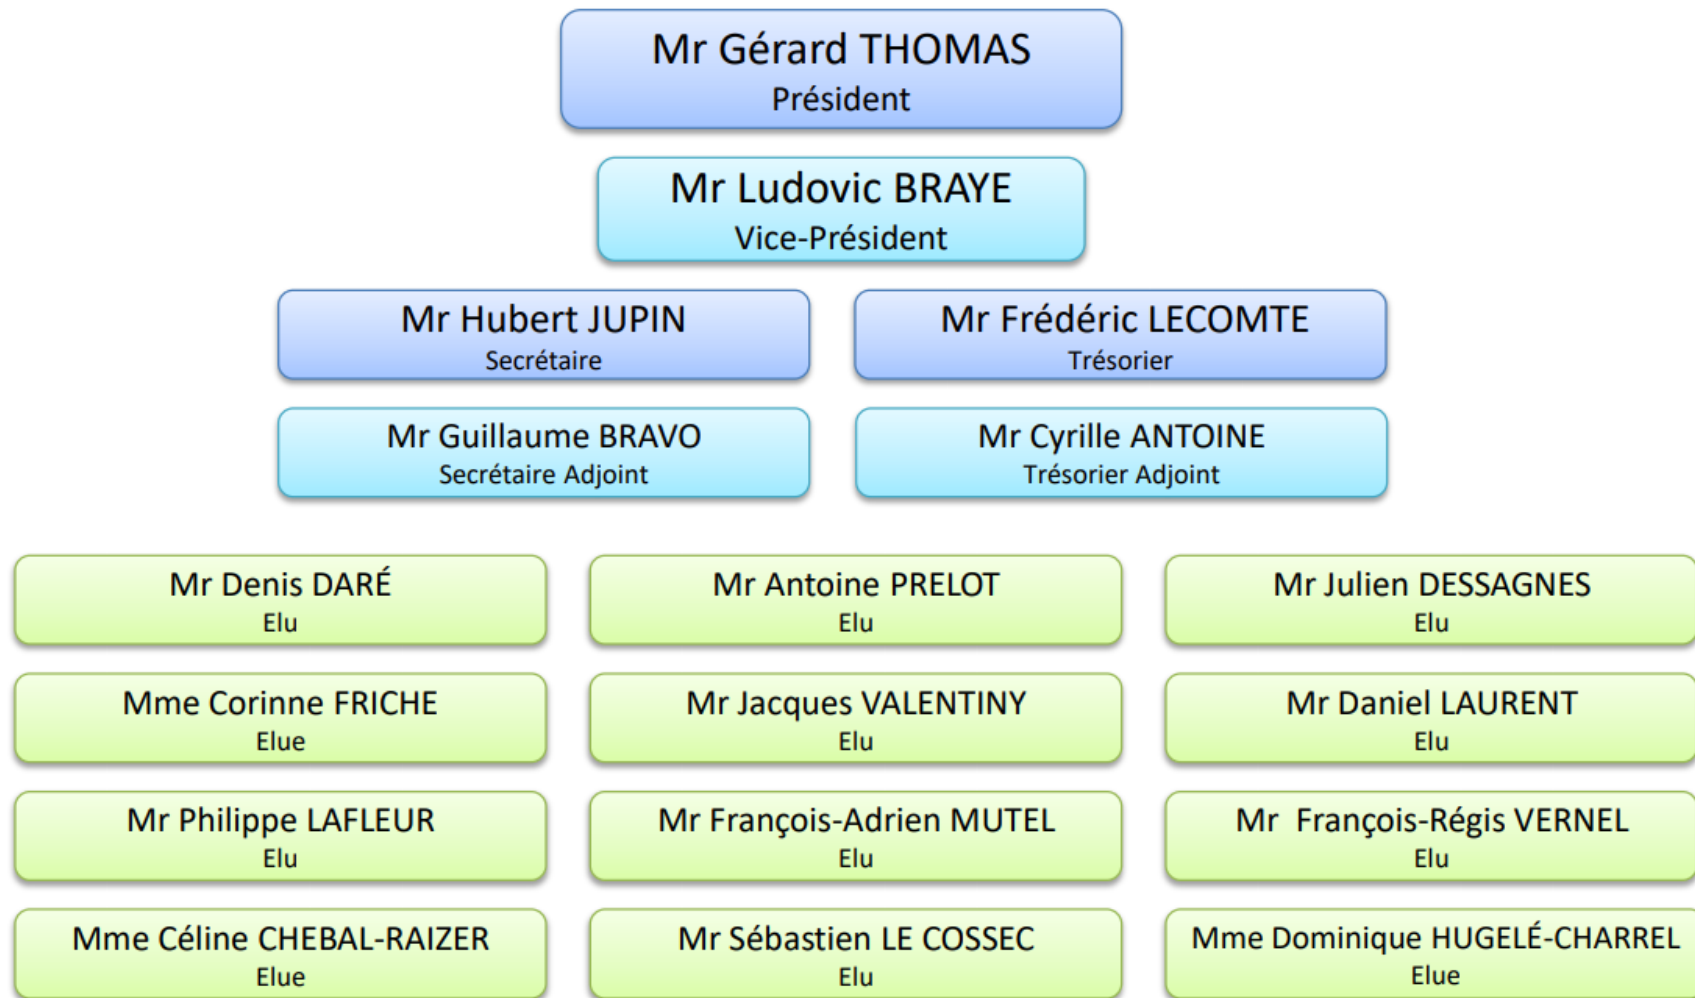 Mr Gérard THOMAS
Président
Mr Ludovic BRAYE
Vice-Président
Mr Hubert JUPIN
Secrétaire
Mr Frédéric LECOMTE
Trésorier
Mr Guillaume BRAVO
Secrétaire Adjoint
Mr Cyrille ANTOINE
Trésorier Adjoint
Mr Denis DARÉ
Elu
Mr Antoine PRELOT
Elu
Mr Julien DESSAGNES
Elu
Mme Corinne FRICHE
Elue
Mr Jacques VALENTINY
Elu
Mr Daniel LAURENT
Elu
Mr Philippe LAFLEUR
Elu
Mr François-Adrien MUTEL
Elu
Mr François-Régis VERNEL
Elu
Mme Céline CHEBAL-RAIZER
Elue
Mr Sébastien LE COSSEC
Elu
Mme Dominique HUGELÉ-CHARREL
Elue